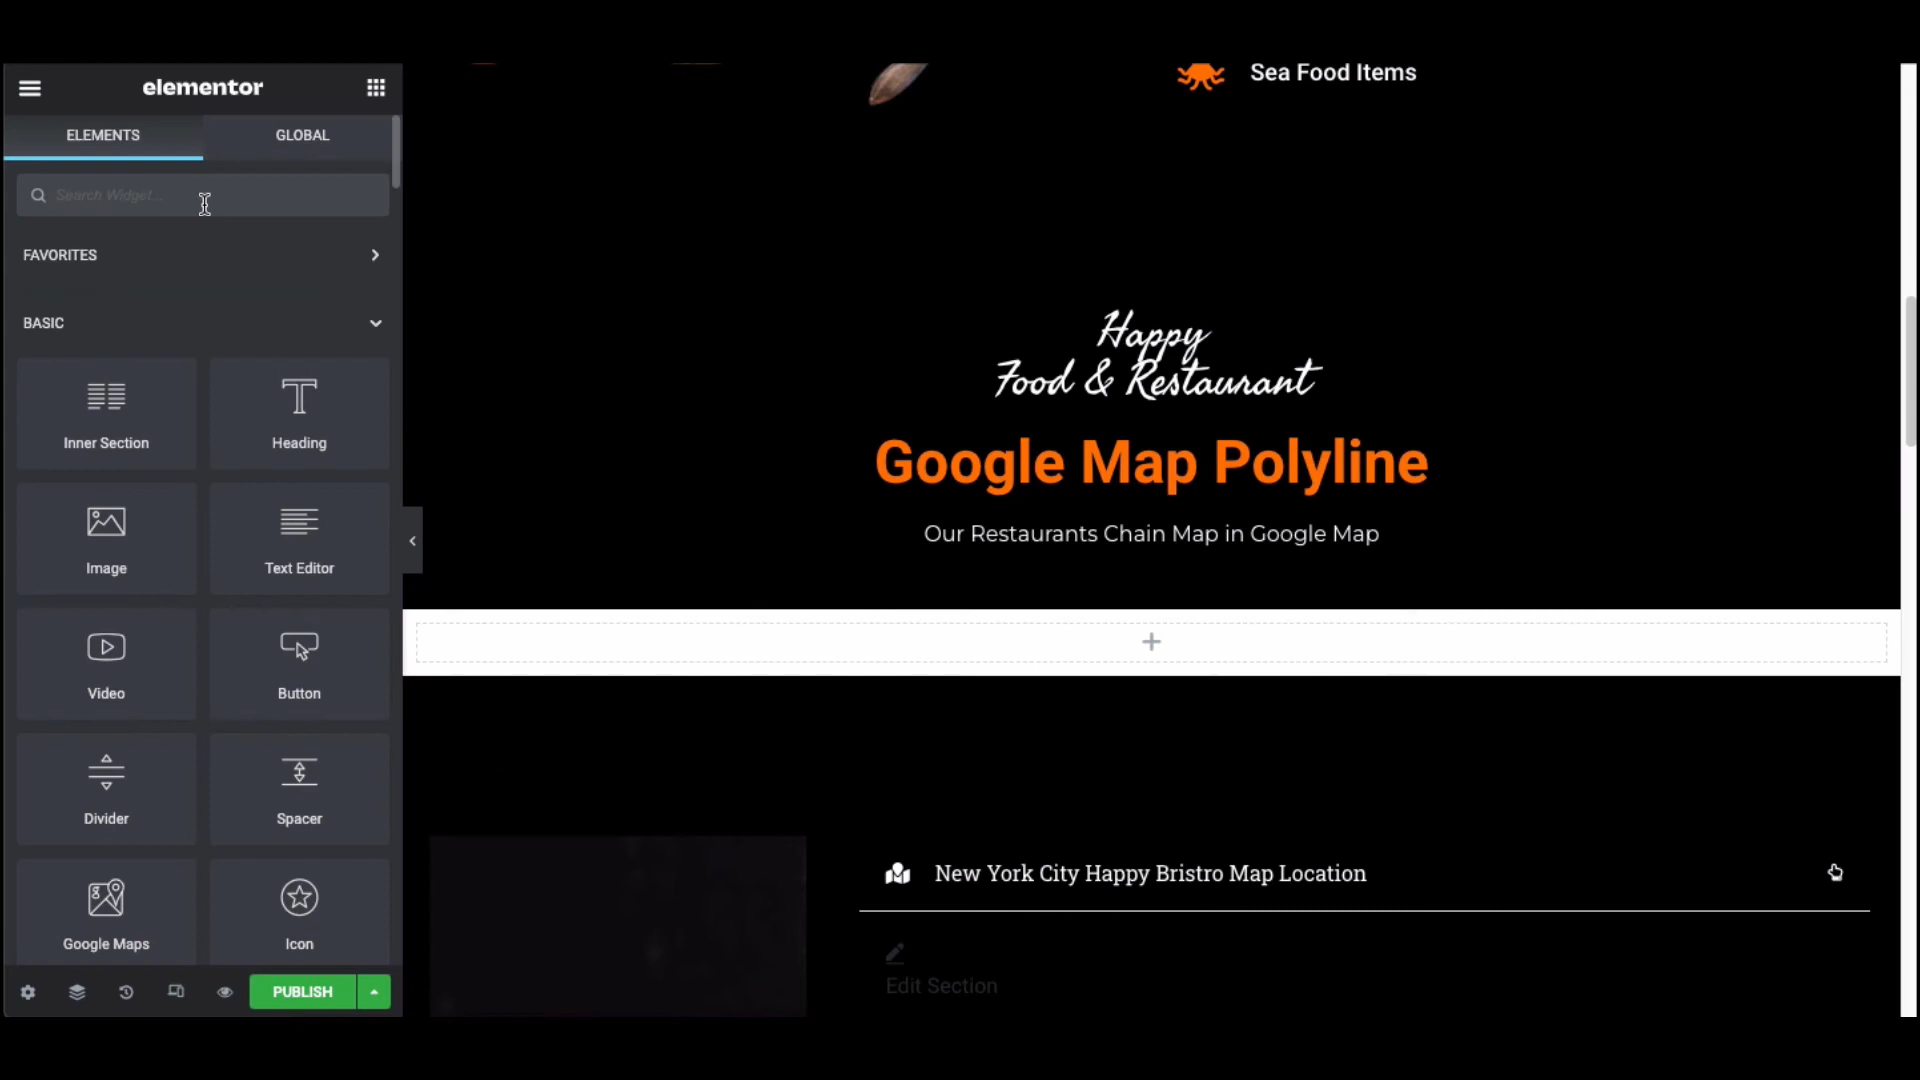 elementor
ELEMENTS
GLOBAL
Search Widget...
FAVORITES
BASIC
Inner Section
Heading
Image
Text Editor
Video
Button
Divider
Spacer
Google Maps
Icon
PUBLISH
Sea Food Items
Happy
Food & Restaurant
Google Map Polyline
Our Restaurants Chain Map in Google Map
New York City Happy Bristro Map Location
Edit Section